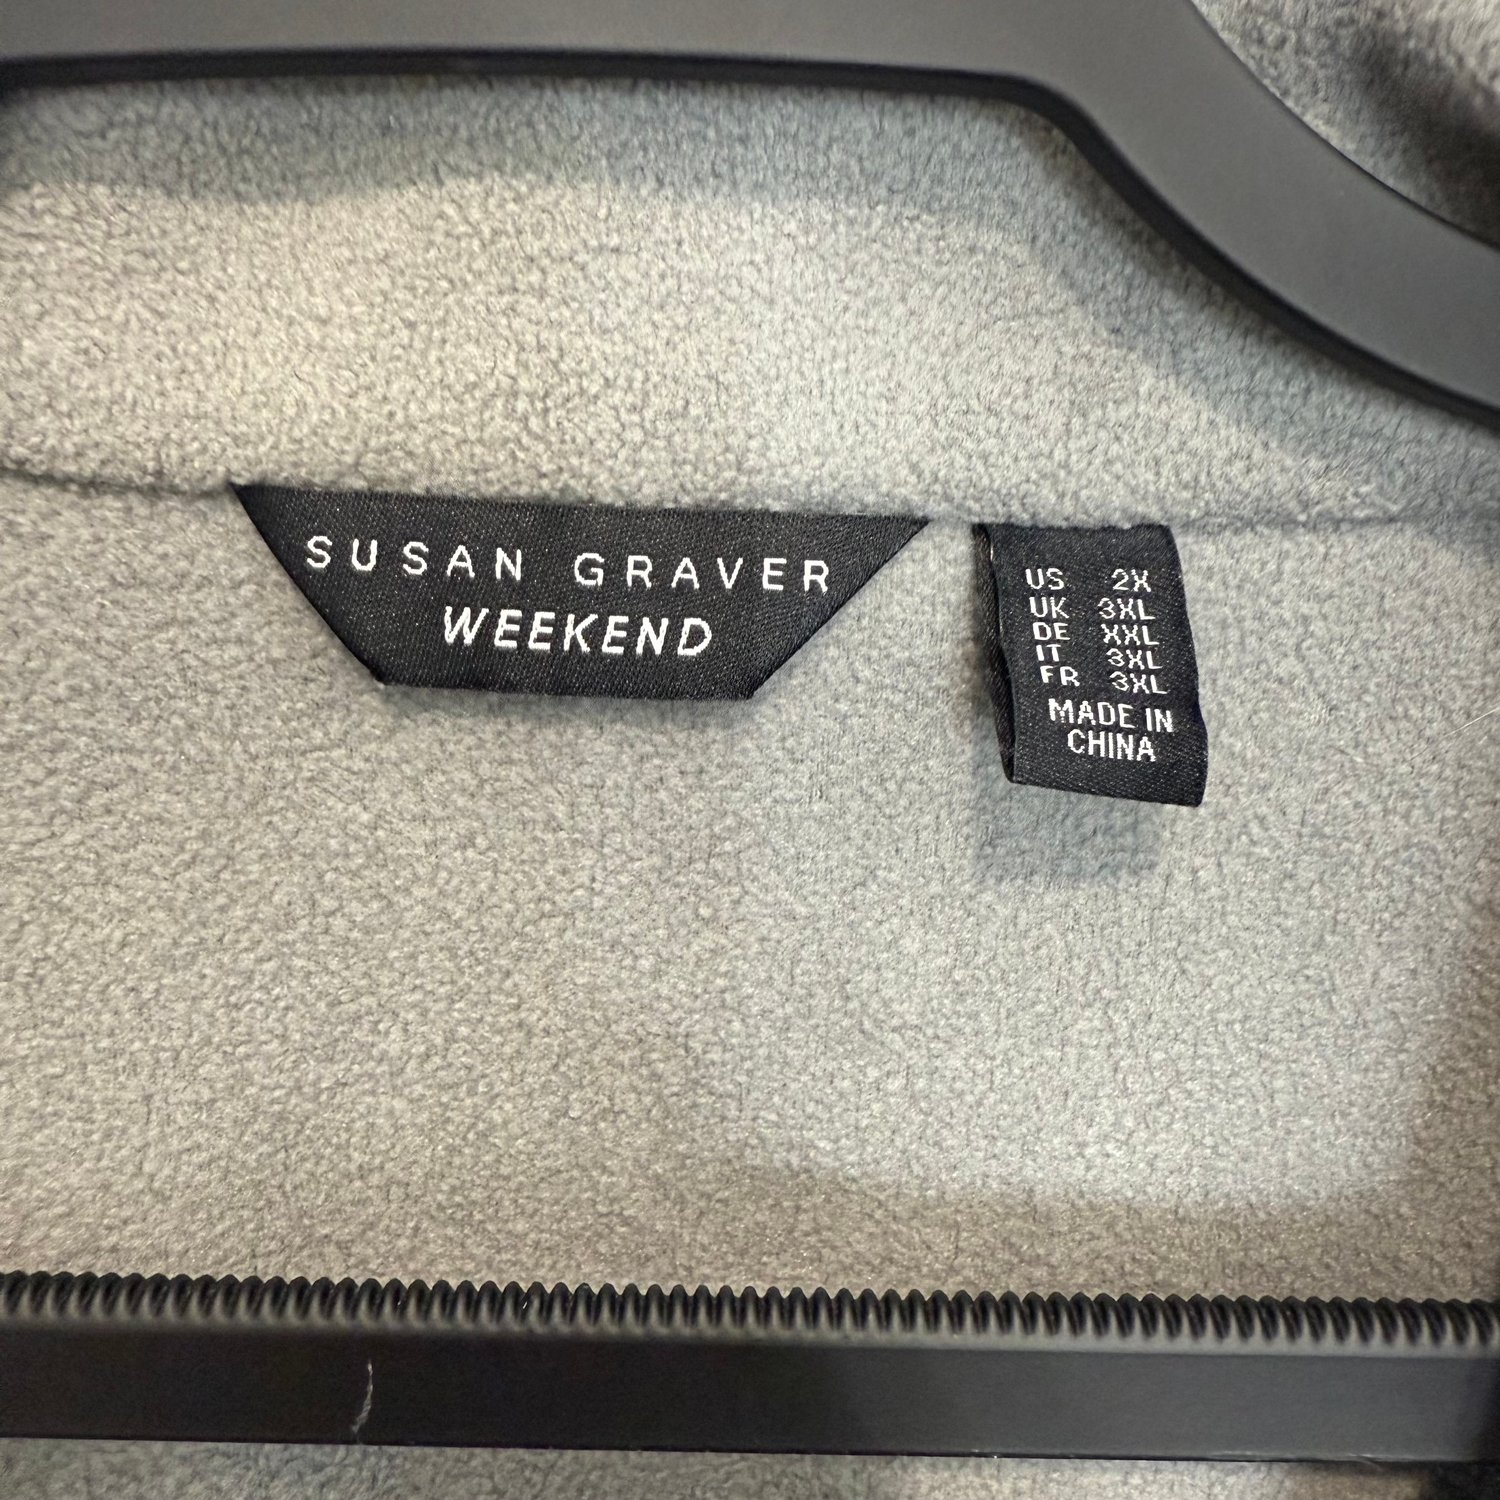 SUSAN GRAVER
WEEKEND
US 2X
UK 3XL
DE XXL
IT 3XL
FR 3XL
MADE IN
CHINA